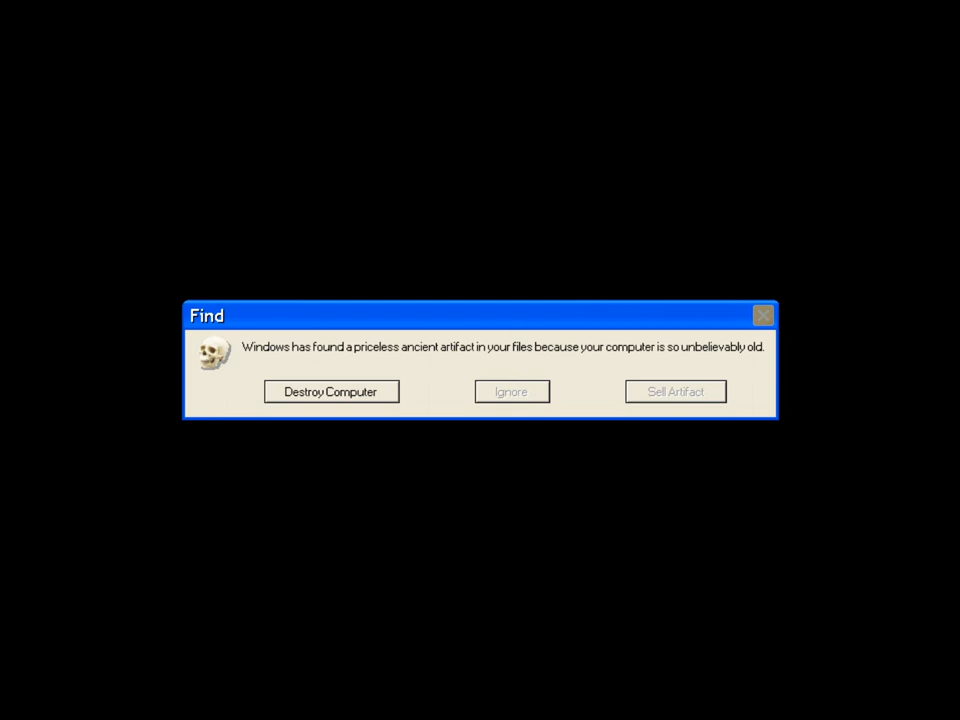 Find
Windows has found a priceless ancient artifact in your files because your computer is so unbelievably old.
Destroy Computer
Ignore
Sell Artifact